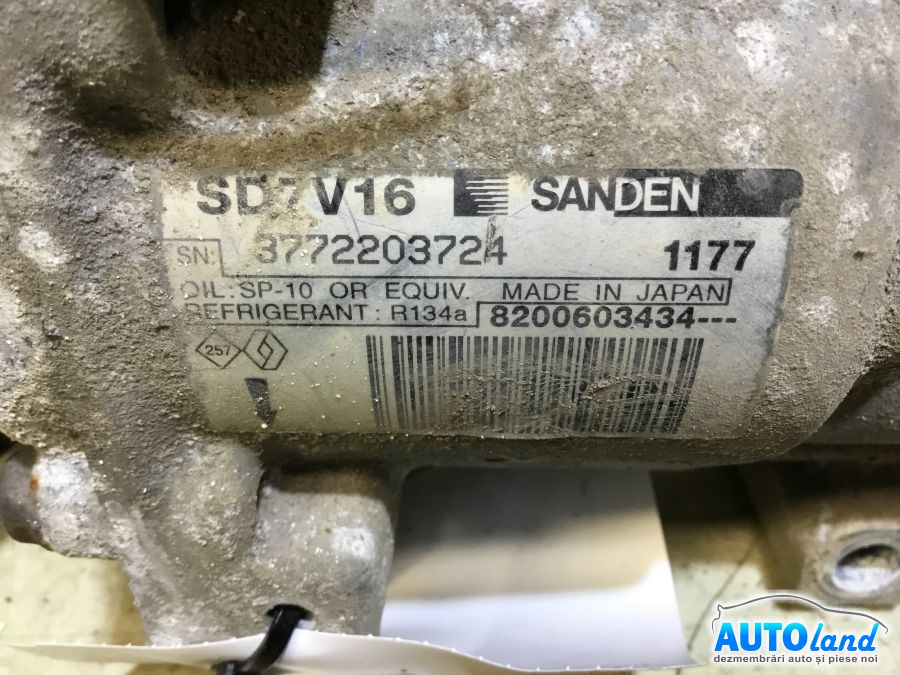 SD7V16 SANDEN
SN: 3772203724 1177
OIL: SP-10 OR EQUIV. MADE IN JAPAN
REFRIGERANT: R134a 8200603434---
257
AUTOland
dezmembrări auto și piese noi